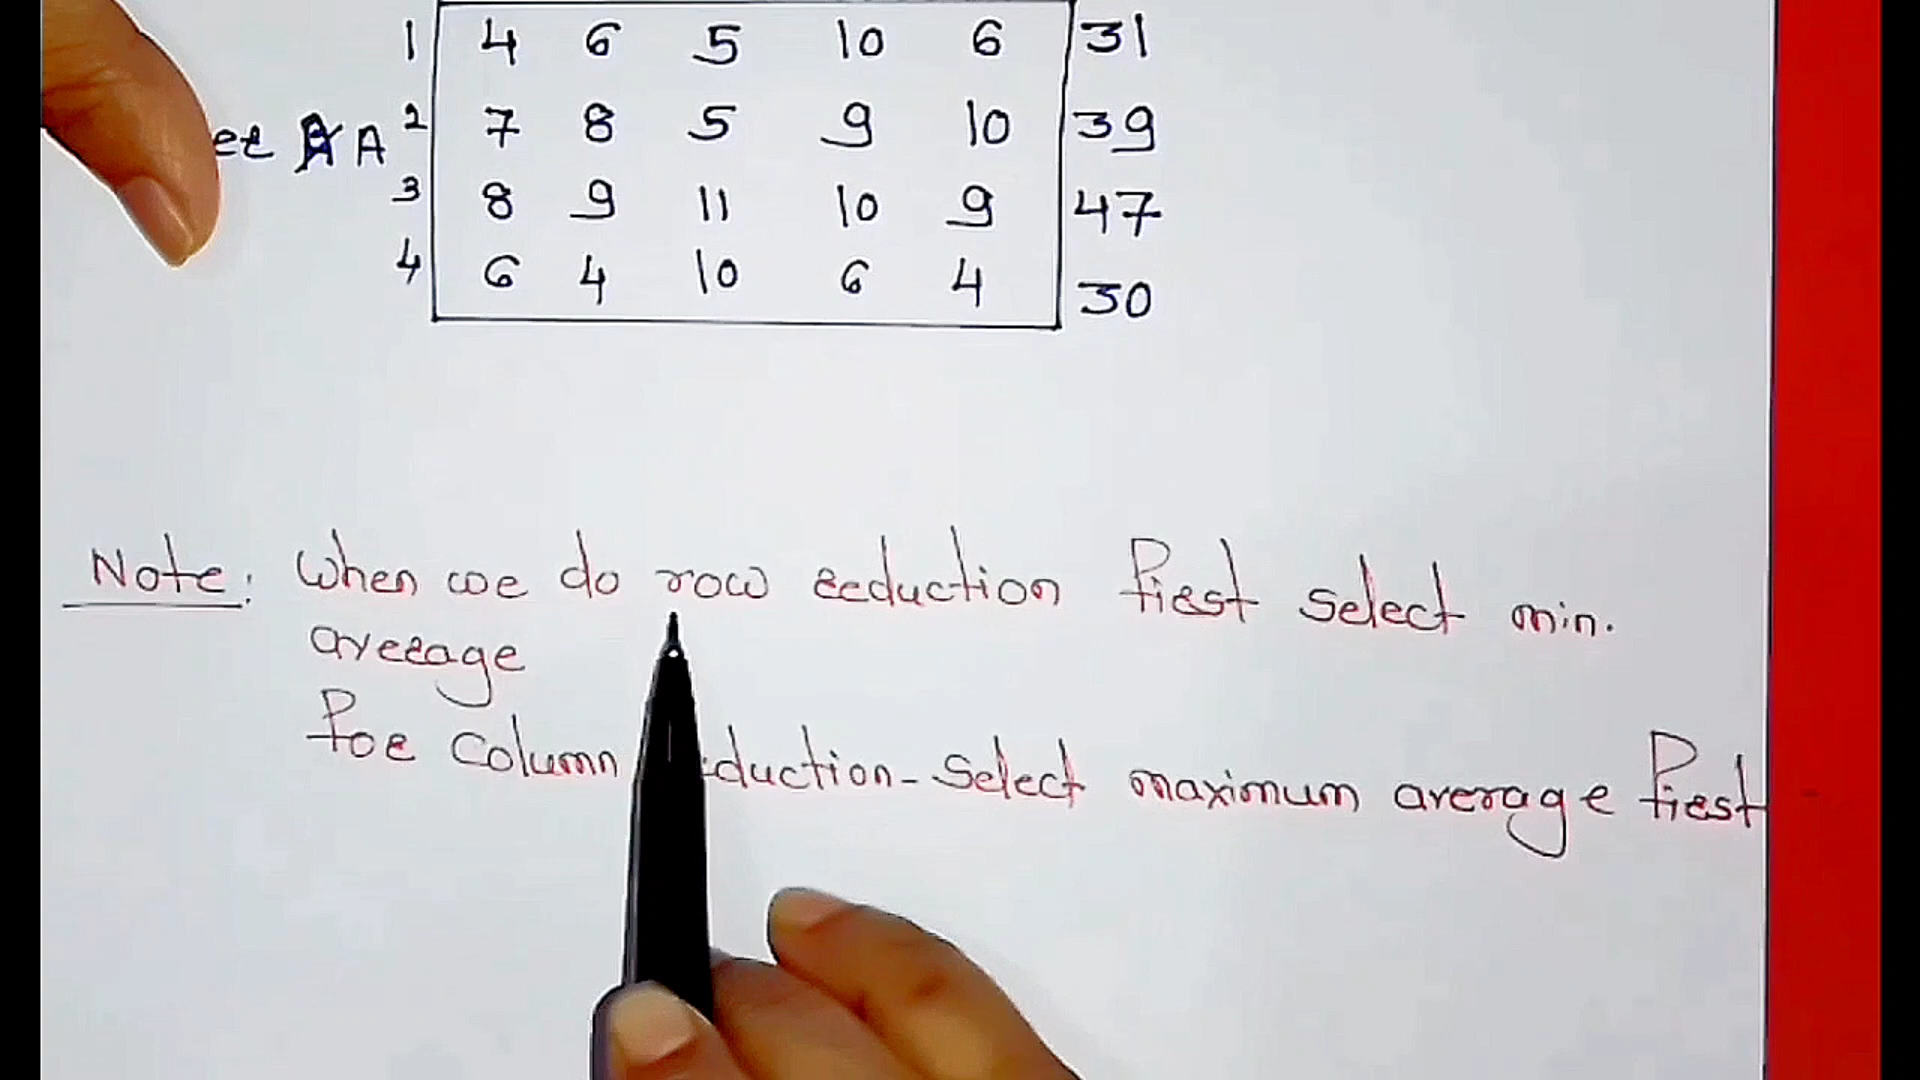 1 4 6 5 10 6 31
2 7 8 5 9 10 39
A
3 8 9 11 10 9 47
4 6 4 10 6 4 30
Note: When we do row reduction first select min.
average
for column - select maximum average first